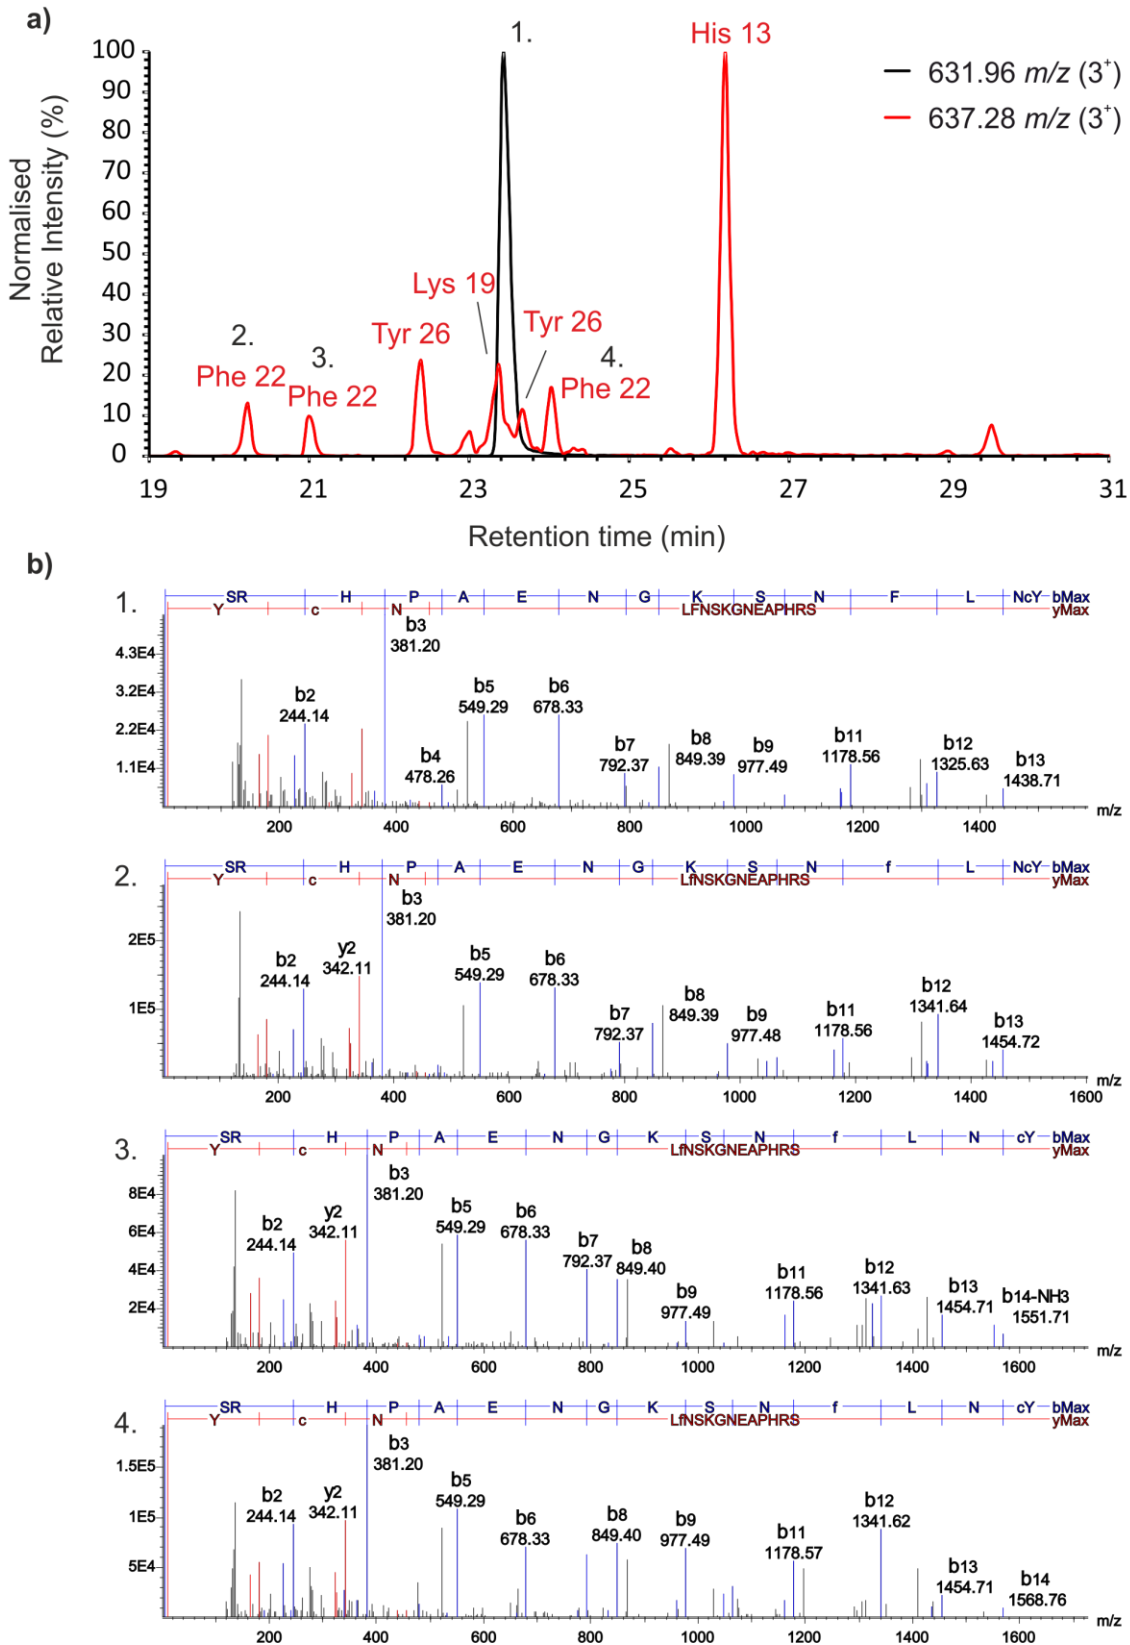 a)
1.
His 13
631.96 m/z (3+)
637.28 m/z (3+)
Normalised
Relative Intensity (%)
100
90
80
70
60
50
40
30
20
10
0
Lys 19
Tyr 26
Tyr 26
2.
Phe 22
3.
Phe 22
4.
Phe 22
19 21 23 25 27 29 31
Retention time (min)
b)
1.
SR H P A E N G K S N F L NcY bMax
Y c N LFNSKGNEAPHRS yMax
4.3E4
3.2E4
2.2E4
1.1E4
b2
244.14
b3
381.20
b4
478.26
b5
549.29
b6
678.33
b7
792.37
b8
849.39
b9
977.49
b11
1178.56
b12
1325.63
b13
1438.71
200 400 600 800 1000 1200 1400 m/z
2.
SR H P A E N G K S N f L NcY bMax
Y c N LfNSKGNEAPHRS yMax
2E5
1E5
b2
244.14
y2
342.11
b3
381.20
b5
549.29
b6
678.33
b7
792.37
b8
849.39
b9
977.48
b11
1178.56
b12
1341.64
b13
1454.72
200 400 600 800 1000 1200 1400 1600 m/z
3.
SR H P A E N G K S N f L N cY bMax
Y c N LfNSKGNEAPHRS yMax
8E4
6E4
4E4
2E4
b2
244.14
y2
342.11
b3
381.20
b5
549.29
b6
678.33
b7
792.37
b8
849.40
b9
977.49
b11
1178.56
b12
1341.63
b13
1454.71
b14-NH3
1551.71
200 400 600 800 1000 1200 1400 1600 m/z
4.
SR H P A E N G K S N f L N cY bMax
Y c N LfNSKGNEAPHRS yMax
1.5E5
1E5
5E4
b2
244.14
y2
342.11
b3
381.20
b5
549.29
b6
678.33
b8
849.40
b9
977.49
b11
1178.57
b12
1341.62
b13
1454.71
b14
1568.76
200 400 600 800 1000 1200 1400 1600 m/z